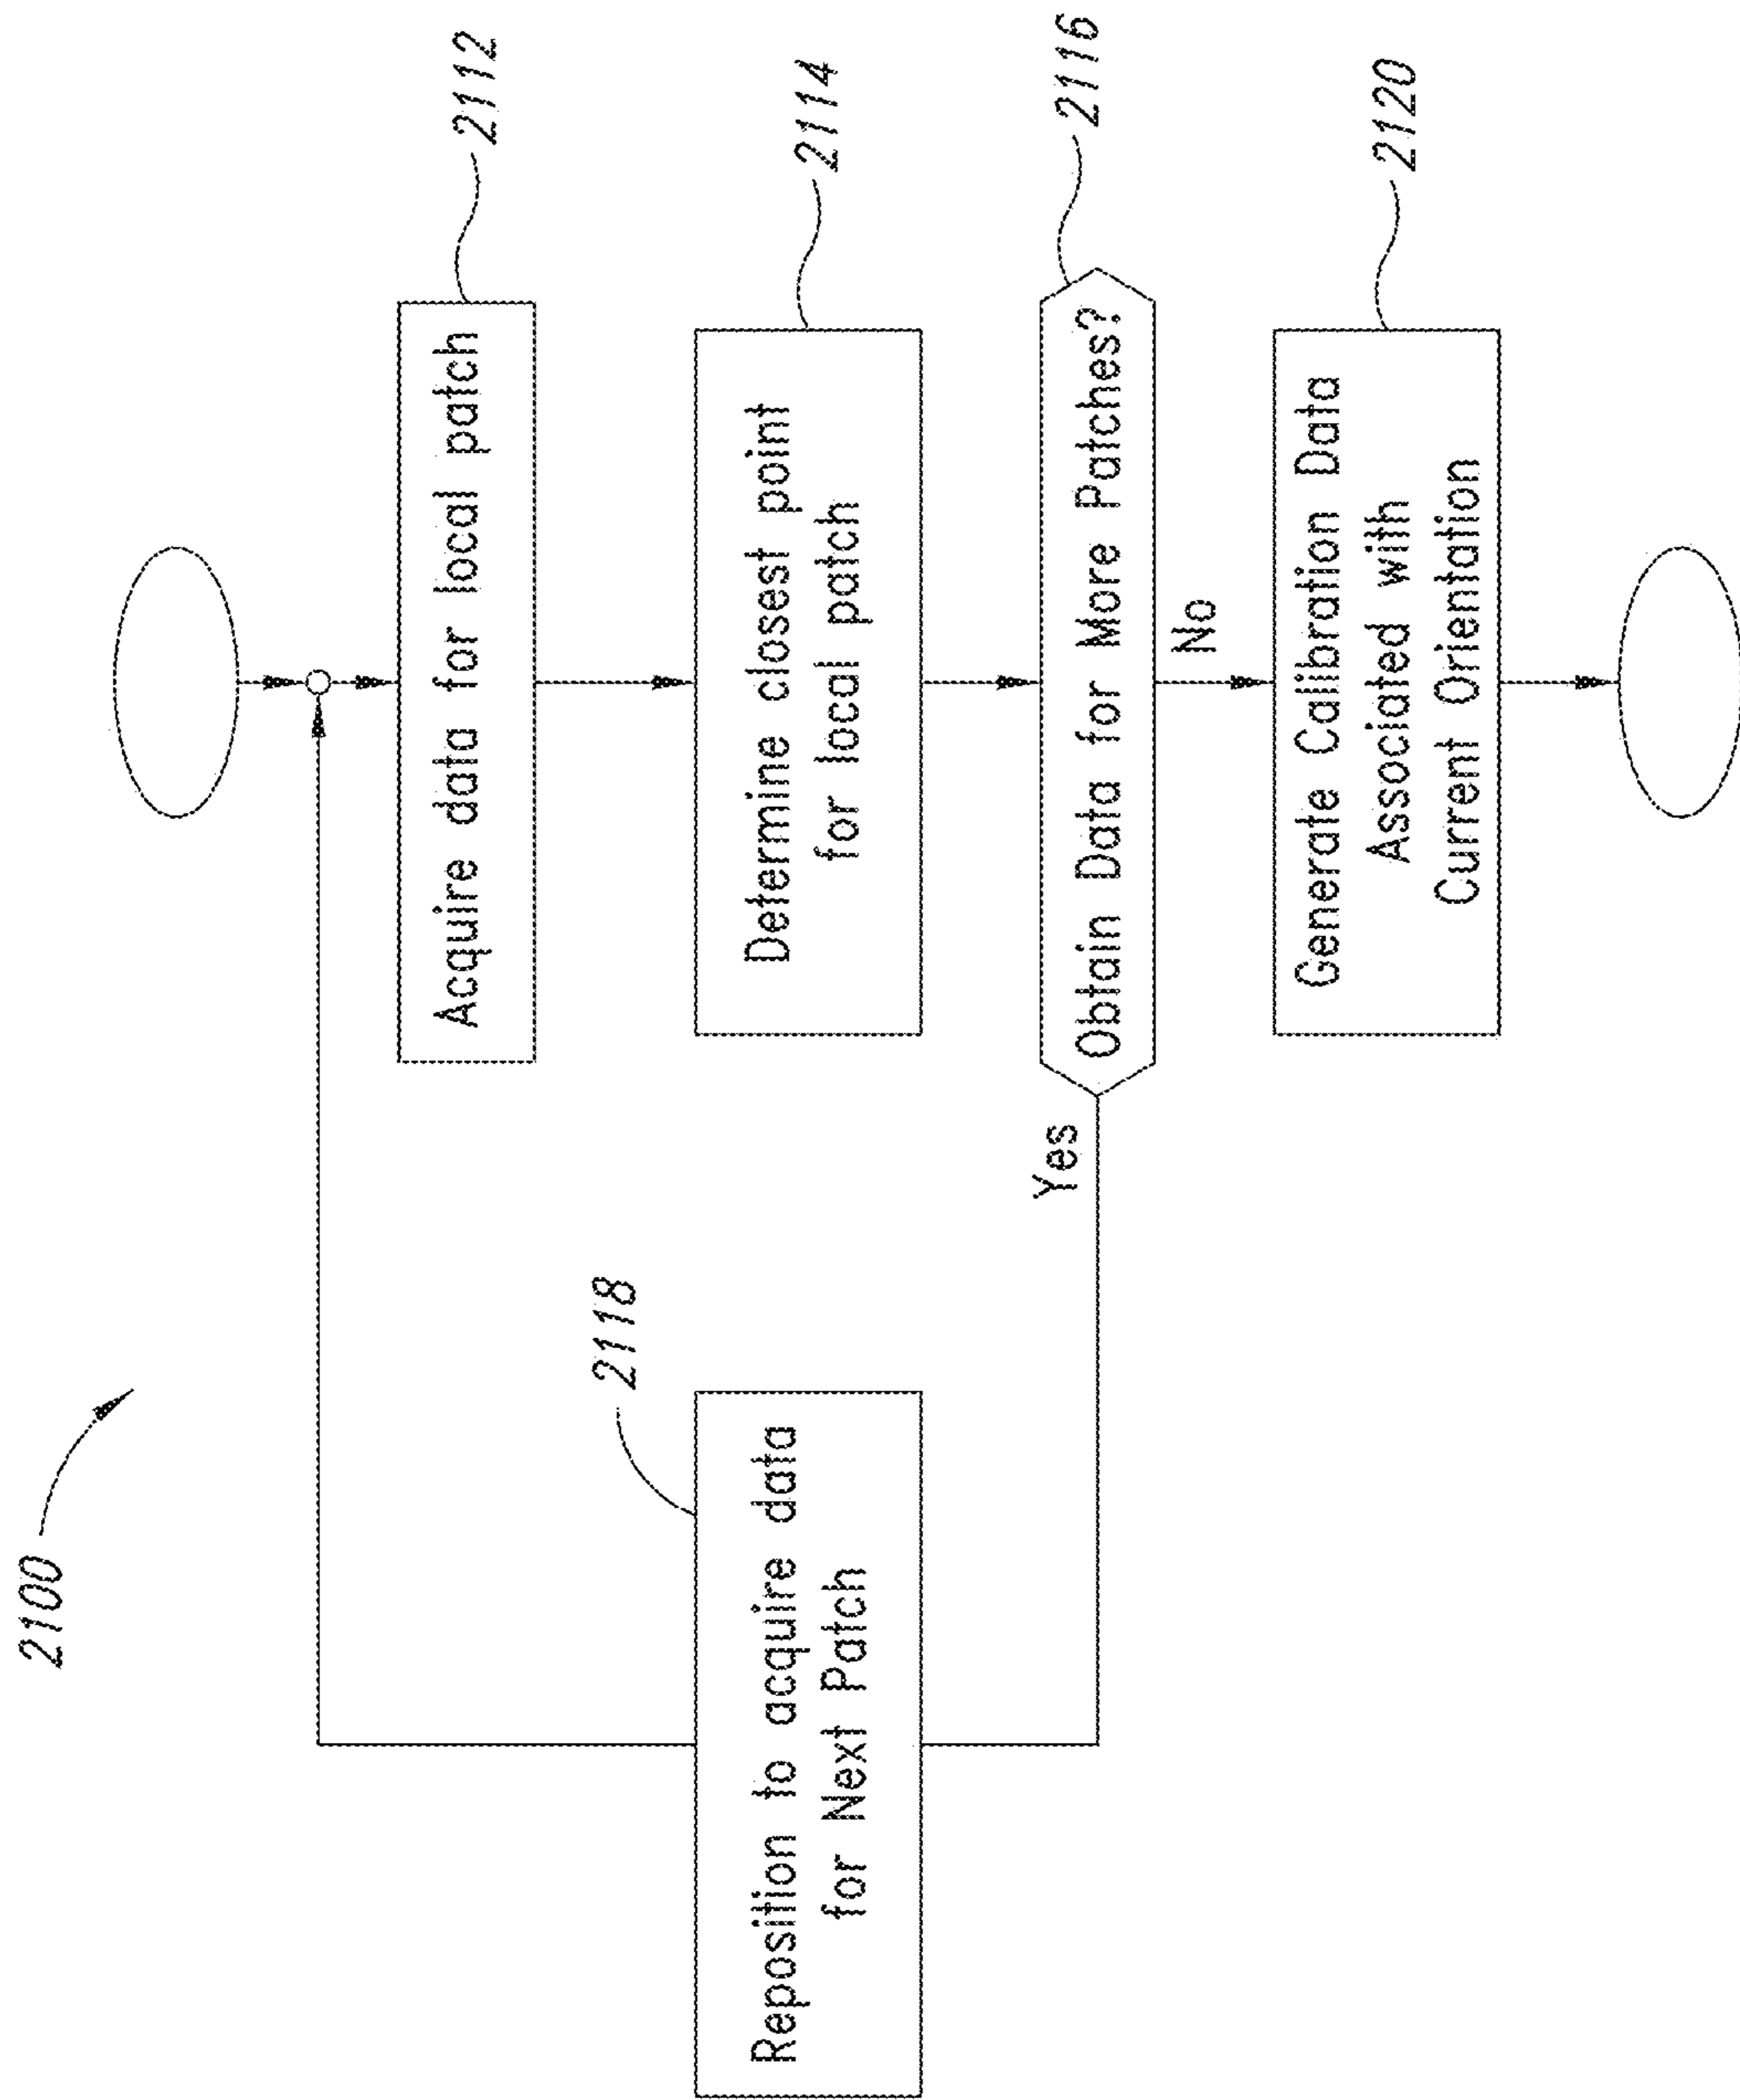 2100
Acquire data for local patch
2112
Determine closest point
for local patch
2114
Obtain Data for More Patches?
2116
Yes
No
Reposition to acquire data
for Next Patch
2118
Generate Calibration Data
Associated with
Current Orientation
2120